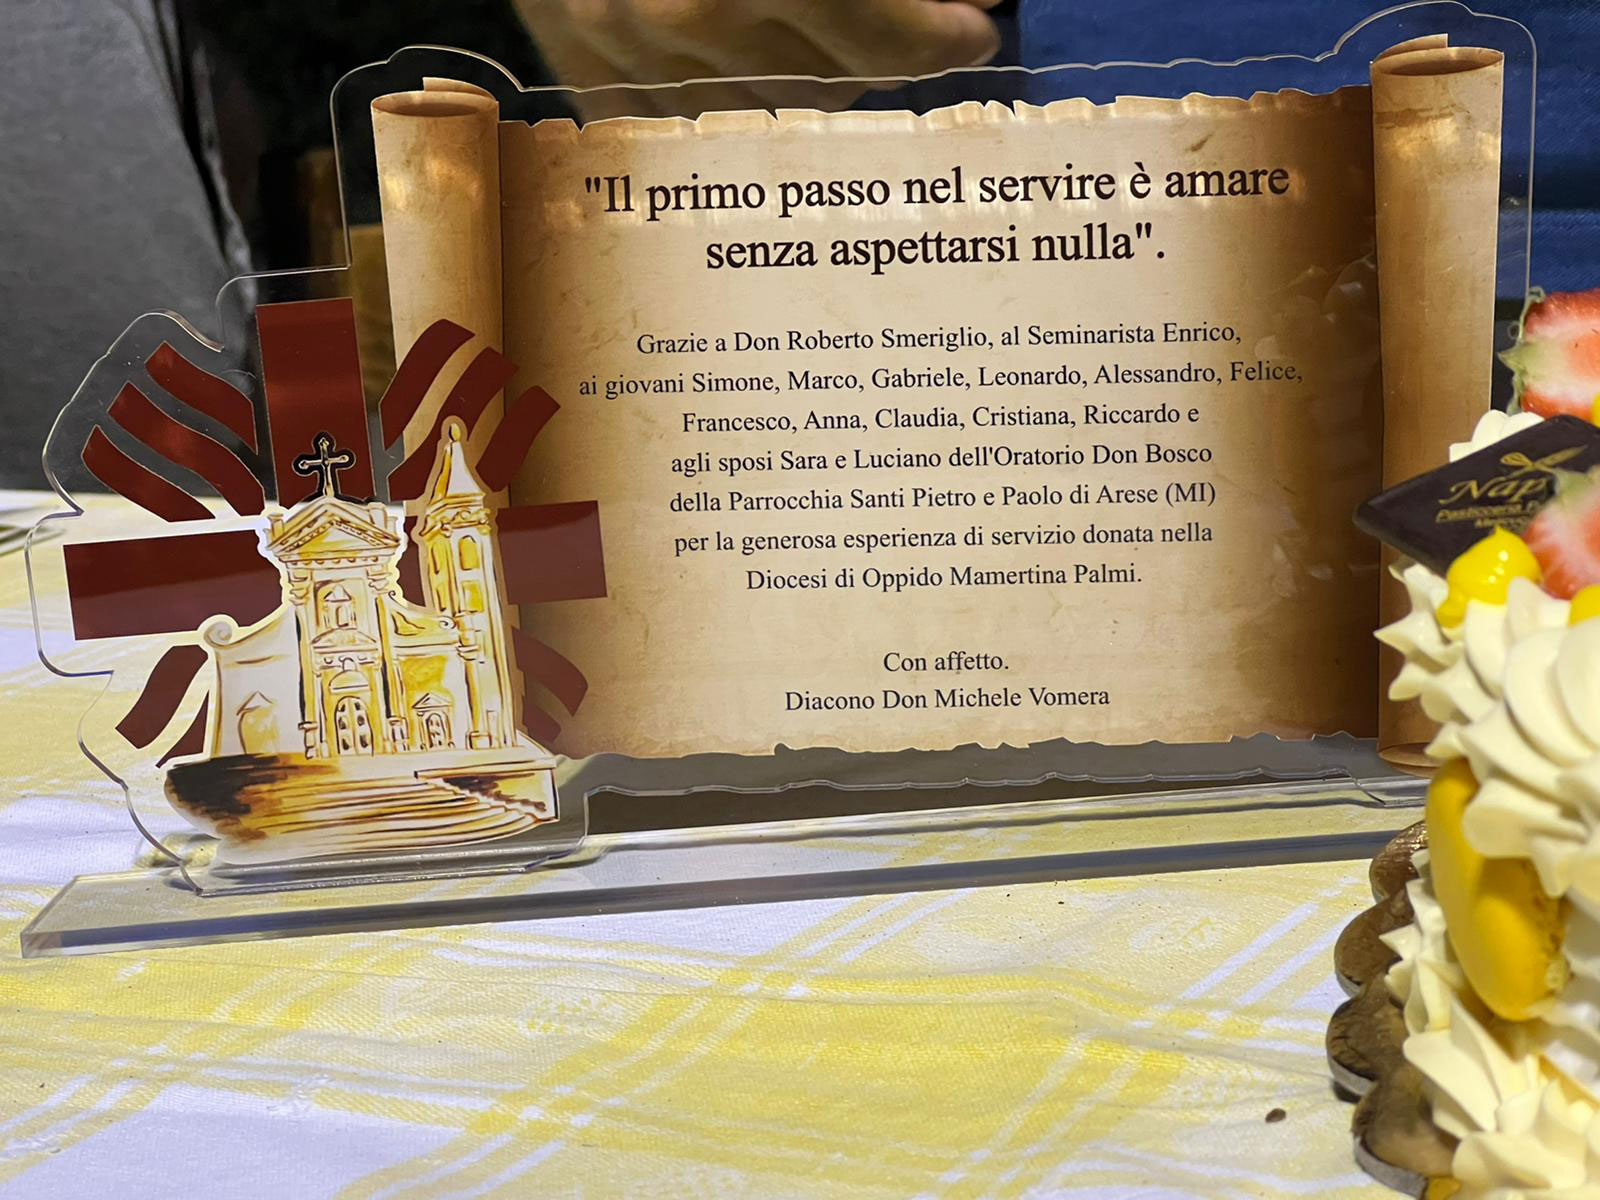 "Il primo passo nel servire è amare
senza aspettarsi nulla".
Grazie a Don Roberto Smeriglio, al Seminarista Enrico,
ai giovani Simone, Marco, Gabriele, Leonardo, Alessandro, Felice,
Francesco, Anna, Claudia, Cristiana, Riccardo e
agli sposi Sara e Luciano dell'Oratorio Don Bosco
della Parrocchia Santi Pietro e Paolo di Arese (MI)
per la generosa esperienza di servizio donata nella
Diocesi di Oppido Mamertina Palmi.
Con affetto.
Diacono Don Michele Vomera
Pasticceria